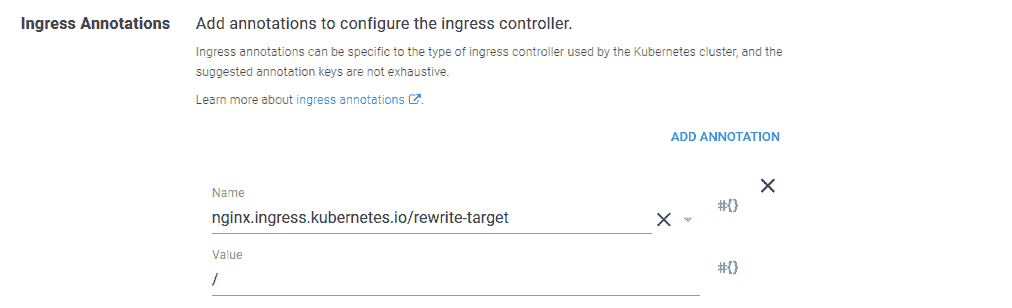 Ingress Annotations
Add annotations to configure the ingress controller.
Ingress annotations can be specific to the type of ingress controller used by the Kubernetes cluster, and the
suggested annotation keys are not exhaustive.
Learn more about ingress annotations.
ADD ANNOTATION
Name
nginx.ingress.kubernetes.io/rewrite-target
#{}
Value
/
#{}